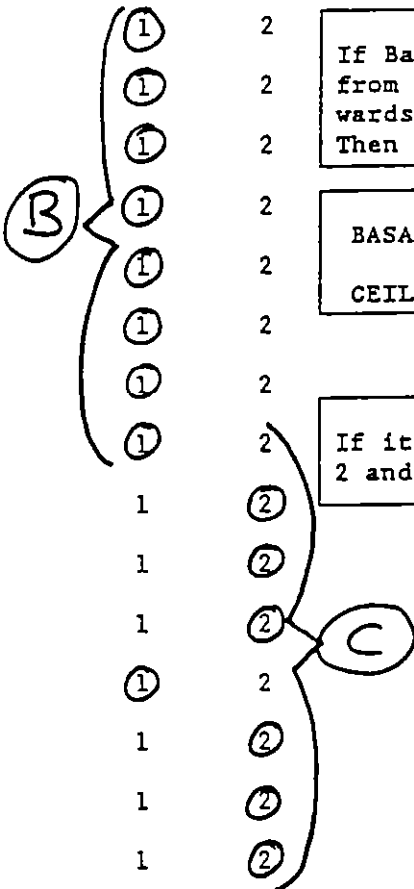 1 2 If Ba
1 2 from
1 2 wards
Then
B 1 2 BASA
1 2
CEIL
1 2
1 2
1 2 If it
2 and
1 2
1 2
1 2 C
1 2
1 2
1 2
1 2